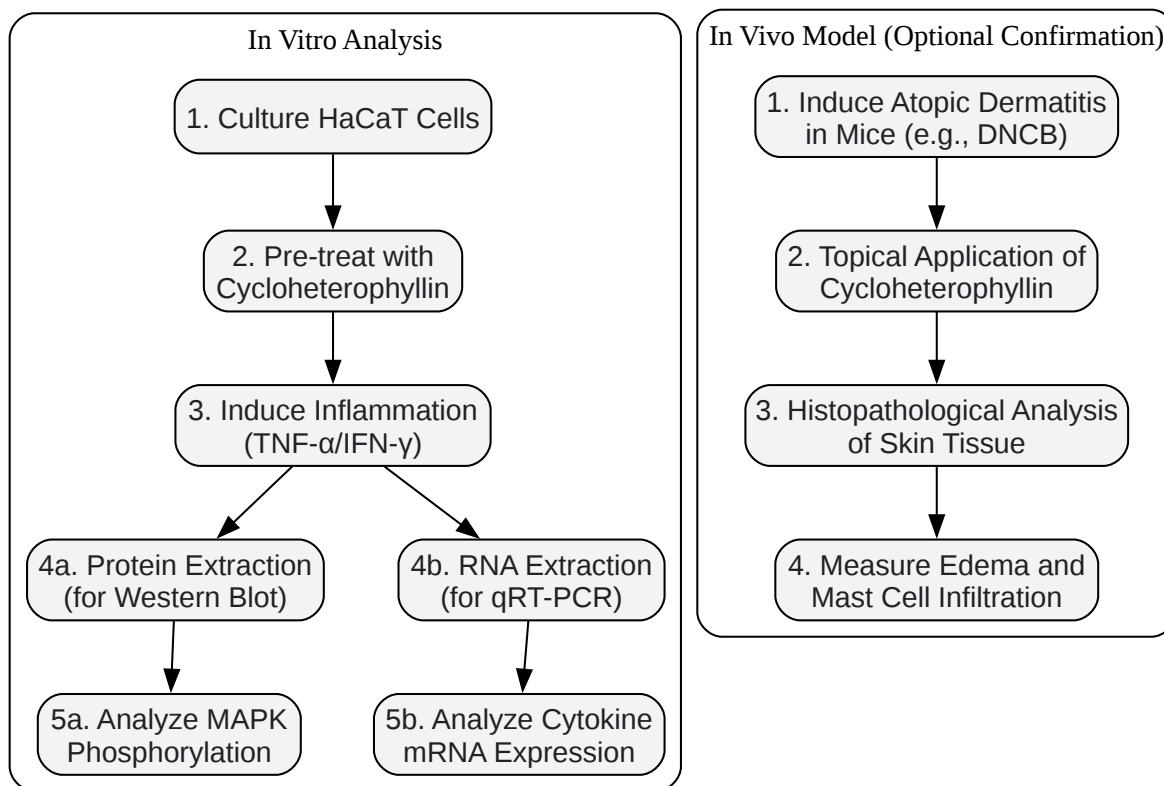 In Vitro Analysis
1. Culture HaCaT Cells
2. Pre-treat with
Cycloheterophyllin
3. Induce Inflammation
(TNF-α/IFN-γ)
4a. Protein Extraction
(for Western Blot)
4b. RNA Extraction
(for qRT-PCR)
5a. Analyze MAPK
Phosphorylation
5b. Analyze Cytokine
mRNA Expression
In Vivo Model (Optional Confirmation)
1. Induce Atopic Dermatitis
in Mice (e.g., DNCB)
2. Topical Application of
Cycloheterophyllin
3. Histopathological Analysis
of Skin Tissue
4. Measure Edema and
Mast Cell Infiltration